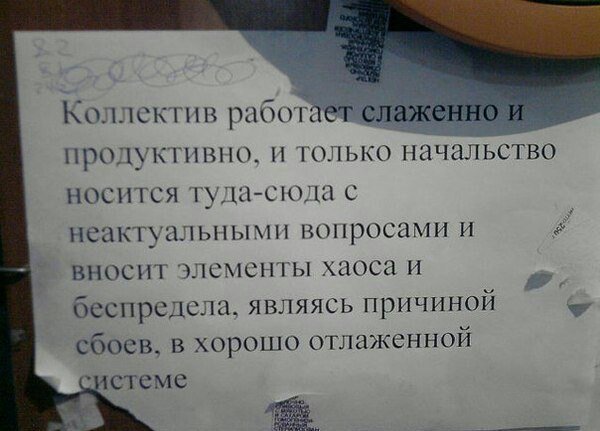 Коллектив работает слаженно и
продуктивно, и только начальство
носится туда-сюда с
неактуальными вопросами и
вносит элементы хаоса и
беспредела, являясь причиной
сбоев, в хорошо отлаженной
системе